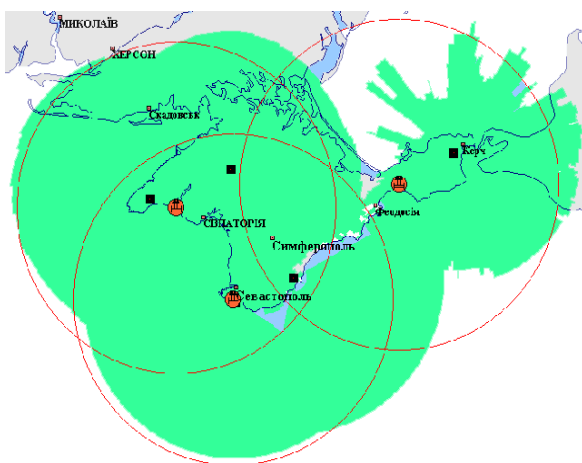 МИКОЛАЇВ
ХЕРСОН
Скадовськ
Керч
Феодосія
ЄВПАТОРІЯ
Симферополь
Севастополь